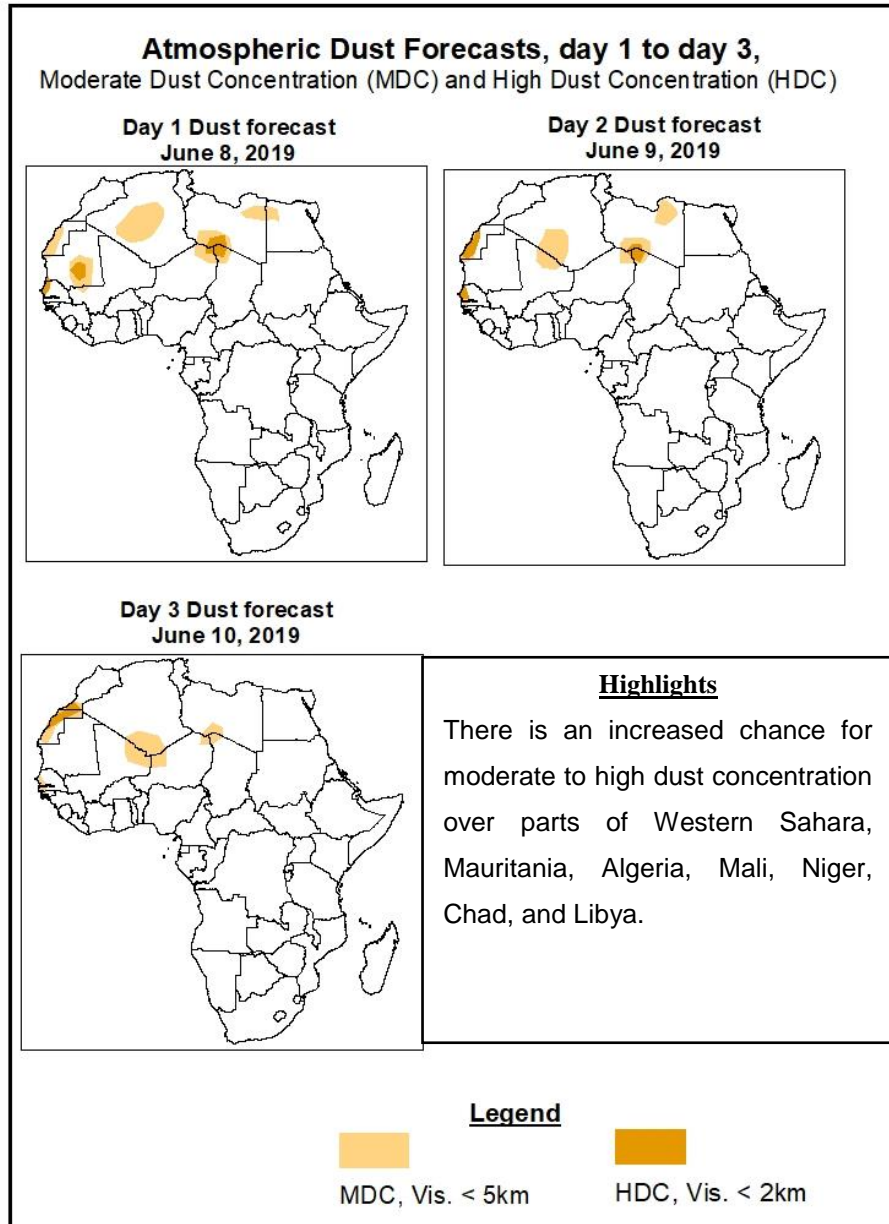 Atmospheric Dust Forecasts, day 1 to day 3,
Moderate Dust Concentration (MDC) and High Dust Concentration (HDC)
Day 1 Dust forecast
June 8, 2019
Day 2 Dust forecast
June 9, 2019
Day 3 Dust forecast
June 10, 2019
Highlights
There is an increased chance for
moderate to high dust concentration
over parts of Western Sahara,
Mauritania, Algeria, Mali, Niger,
Chad, and Libya.
Legend
MDC, Vis. < 5km
HDC, Vis. < 2km